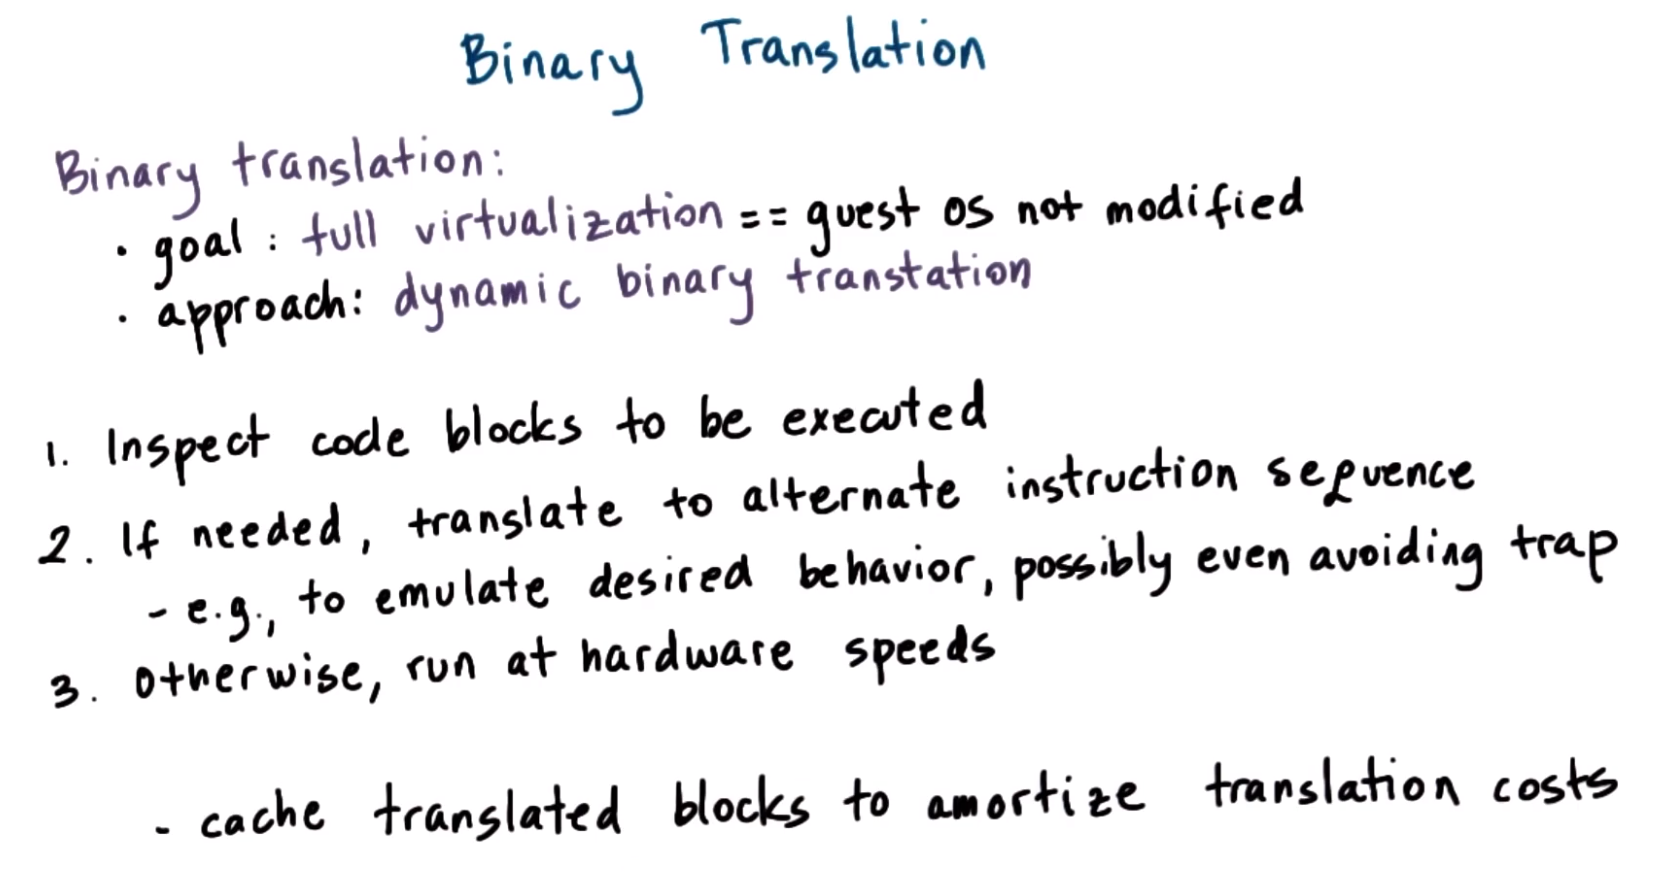 Binary Translation
Binary translation:
• goal : full virtualization == guest OS not modified
• approach: dynamic binary transtation
1. Inspect code blocks to be executed
2. If needed, translate to alternate instruction sequence
- e.g., to emulate desired behavior, possibly even avoiding trap
3. Otherwise, run at hardware speeds
- cache translated blocks to amortize translation costs